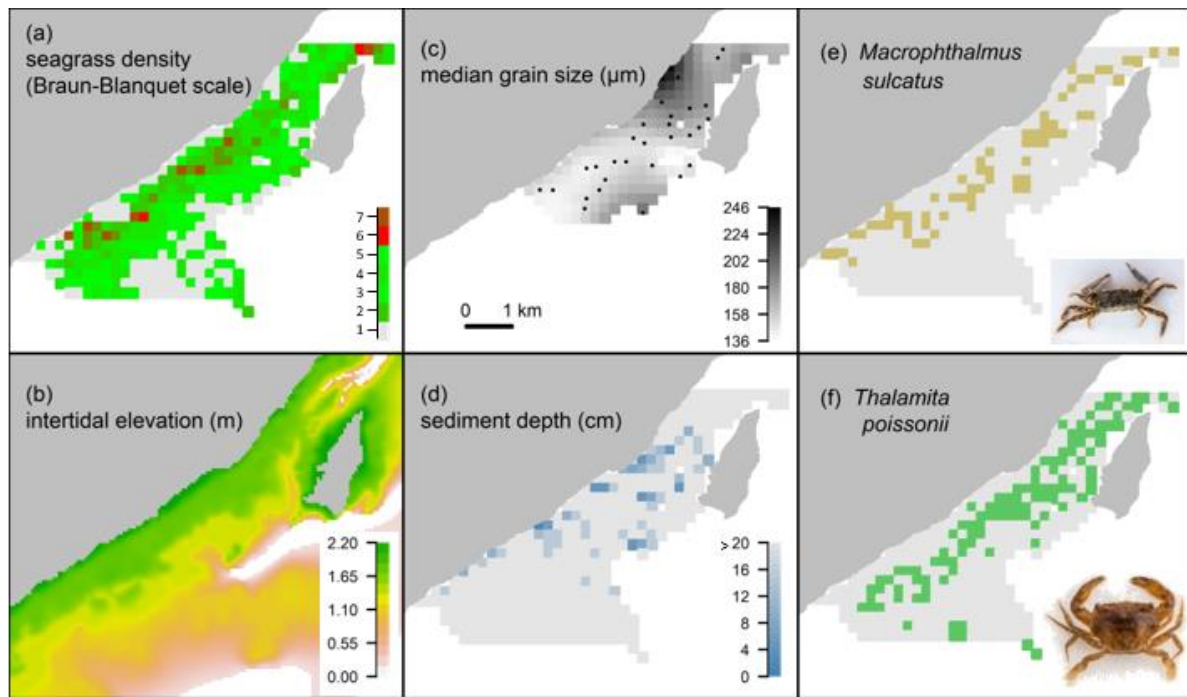 (a)
seagrass density
(Braun-Blanquet scale)
7
6
5
4
3
2
1
(b)
intertidal elevation (m)
2.20
1.65
1.10
0.55
0.00
(c)
median grain size (µm)
0 1 km
246
224
202
180
158
136
(d)
sediment depth (cm)
> 20
16
12
8
4
0
(e) Macrophthalmus
sulcatus
(f) Thalamita
poissonii